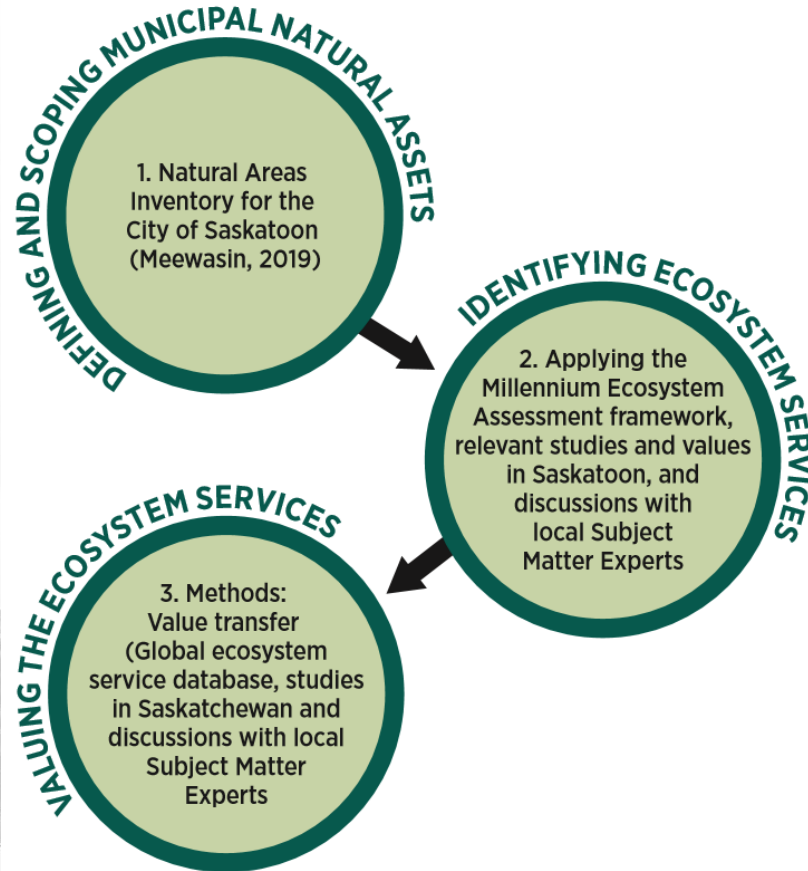 DEFINING AND SCOPING MUNICIPAL NATURAL ASSETS
1. Natural Areas
Inventory for the
City of Saskatoon
(Meewasin, 2019)
IDENTIFYING ECOSYSTEM SERVICES
2. Applying the
Millennium Ecosystem
Assessment framework,
relevant studies and values
in Saskatoon, and
discussions with
local Subject
Matter Experts
VALUING THE ECOSYSTEM SERVICES
3. Methods:
Value transfer
(Global ecosystem
service database, studies
in Saskatchewan and
discussions with local
Subject Matter
Experts